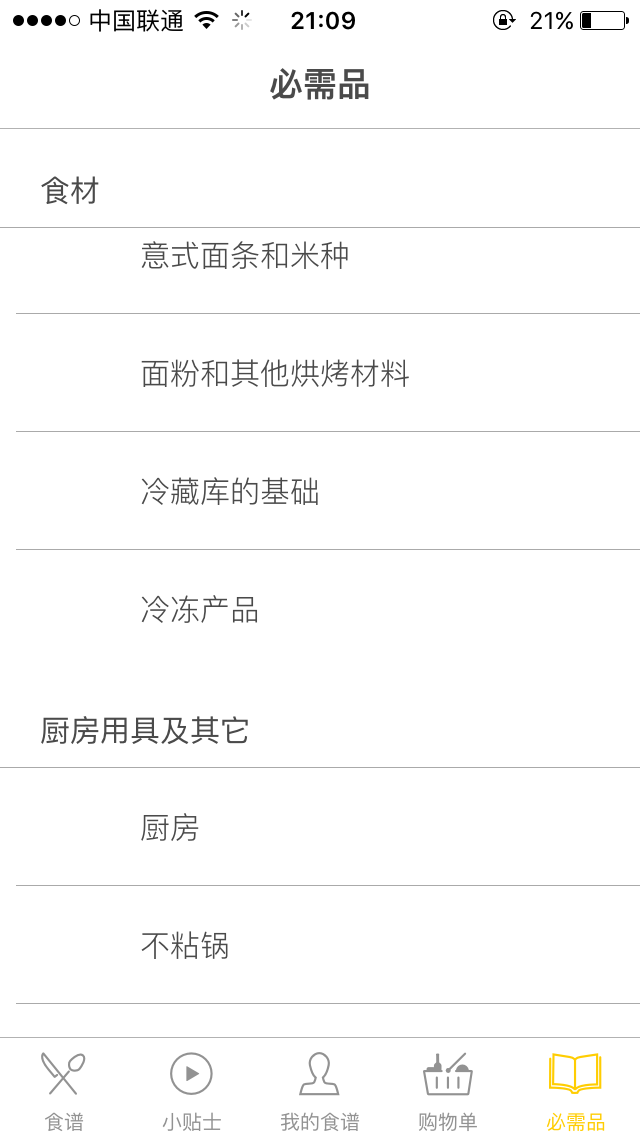 中国联通 21:09 21%
必需品
食材
意式面条和米种
面粉和其他烘烤材料
冷藏库的基础
冷冻产品
厨房用具及其它
厨房
不粘锅
食谱 小贴士 我的食谱 购物单 必需品